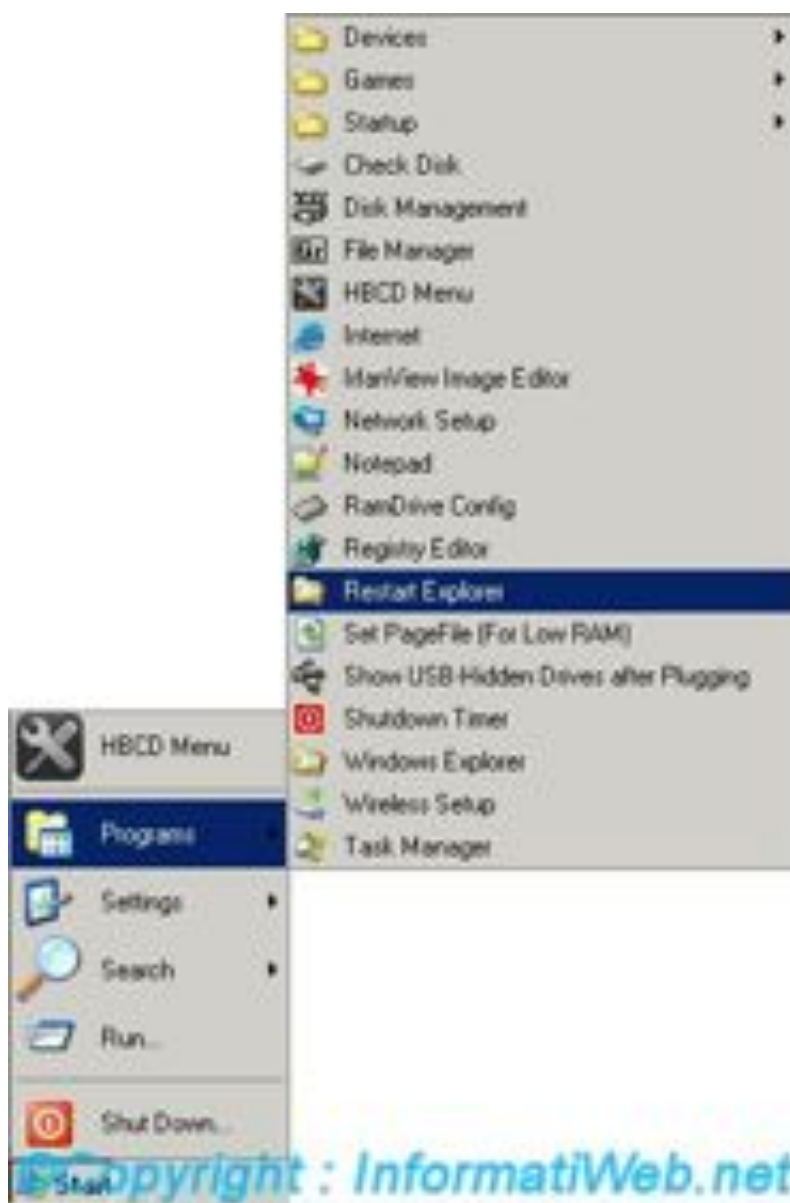 Devices
Games
Startup
Check Disk
Disk Management
File Manager
HBCD Menu
Internet
IrfanView Image Editor
Network Setup
Notepad
RamDrive Config
Registry Editor
Restart Explorer
Set PageFile (For Low RAM)
Show USB-Hidden Drives after Plugging
Shutdown Timer
Windows Explorer
Wireless Setup
Task Manager
HBCD Menu
Programs
Settings
Search
Run...
Shut Down...
Start
© Copyright : InformatiWeb.net